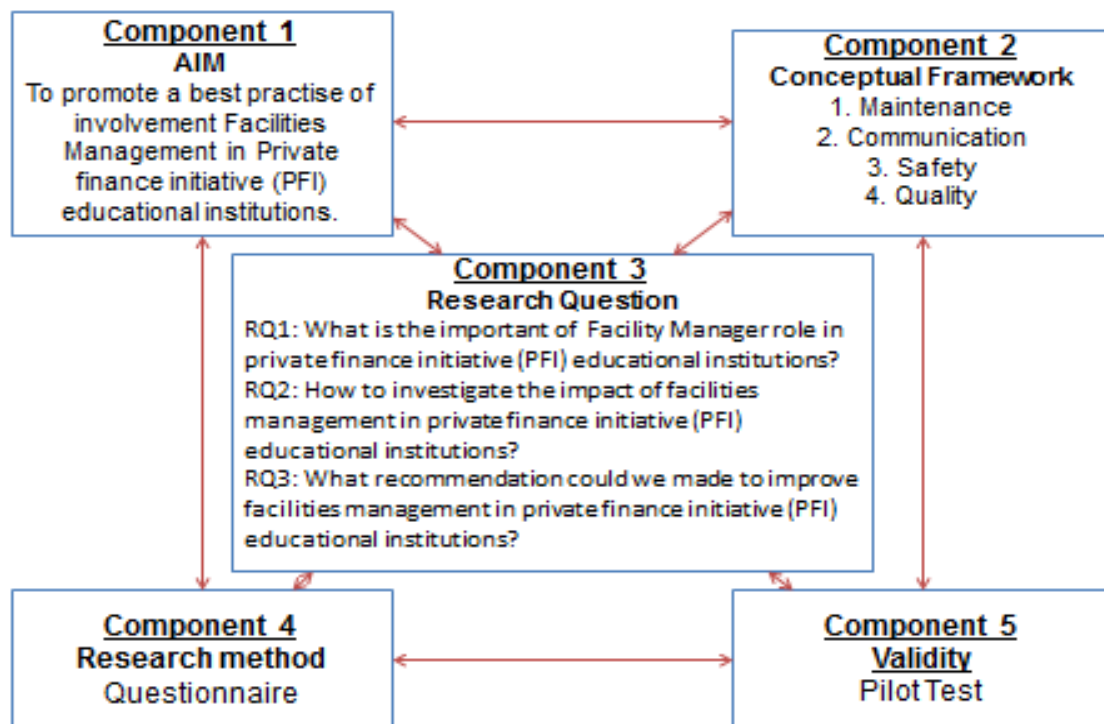 Component 1
AIM
To promote a best practise of
involvement Facilities
Management in Private
finance initiative (PFI)
educational institutions.
Component 2
Conceptual Framework
1. Maintenance
2. Communication
3. Safety
4. Quality
Component 3
Research Question
RQ1: What is the important of Facility Manager role in
private finance initiative (PFI) educational institutions?
RQ2: How to investigate the impact of facilities
management in private finance initiative (PFI)
educational institutions?
RQ3: What recommendation could we made to improve
facilities management in private finance initiative (PFI)
educational institutions?
Component 4
Research method
Questionnaire
Component 5
Validity
Pilot Test